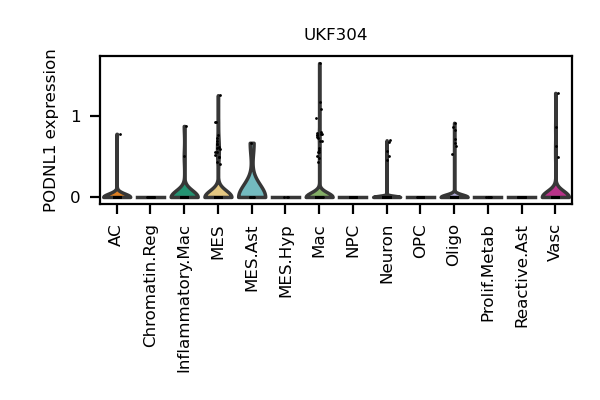 UKF304
PODNL1 expression
1
0
AC
Chromatin.Reg
Inflammatory.Mac
MES
MES.Ast
MES.Hyp
Mac
NPC
Neuron
OPC
Oligo
Prolif.Metab
Reactive.Ast
Vasc